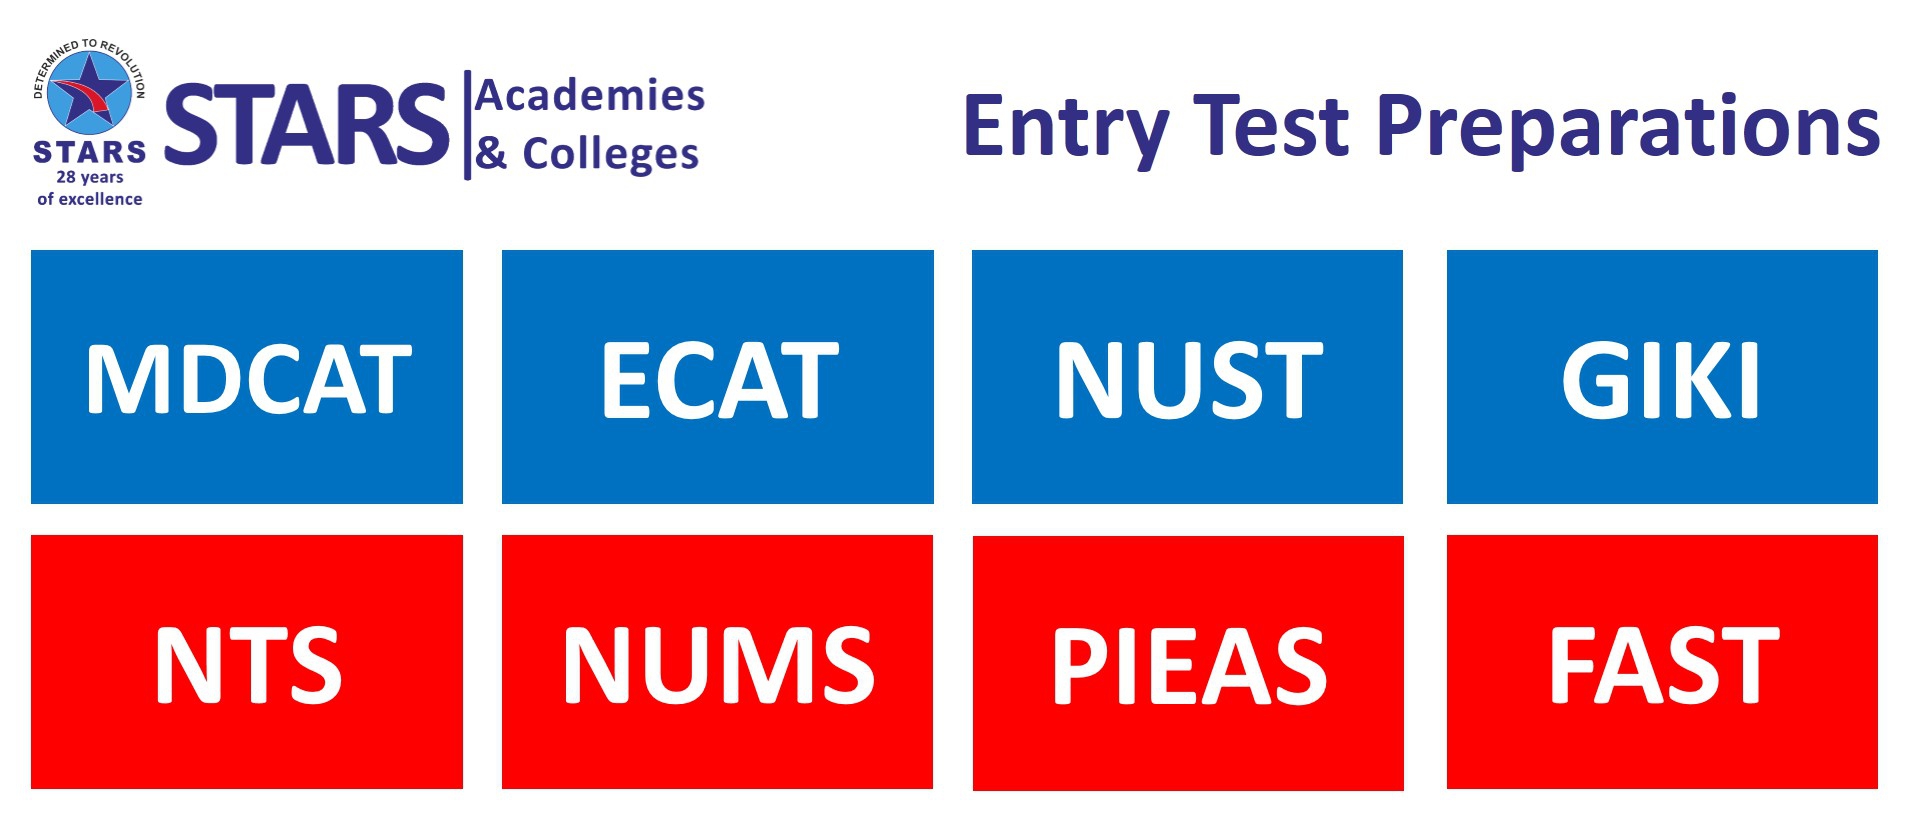 DETERMINED TO REVOLUTION
STARS
28 years
of excellence
STARS
Academies
& Colleges
Entry Test Preparations
MDCAT
ECAT
NUST
GIKI
NTS
NUMS
PIEAS
FAST